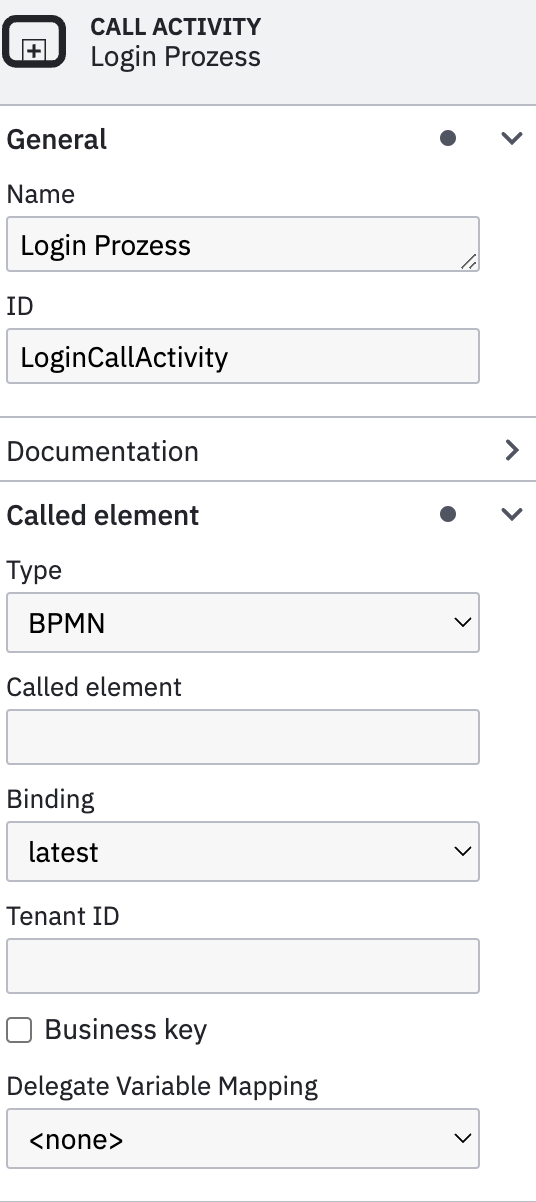 CALL ACTIVITY
Login Prozess
General
Name
Login Prozess
ID
LoginCallActivity
Documentation
Called element
Type
BPMN
Called element
Binding
latest
Tenant ID
Business key
Delegate Variable Mapping
<none>